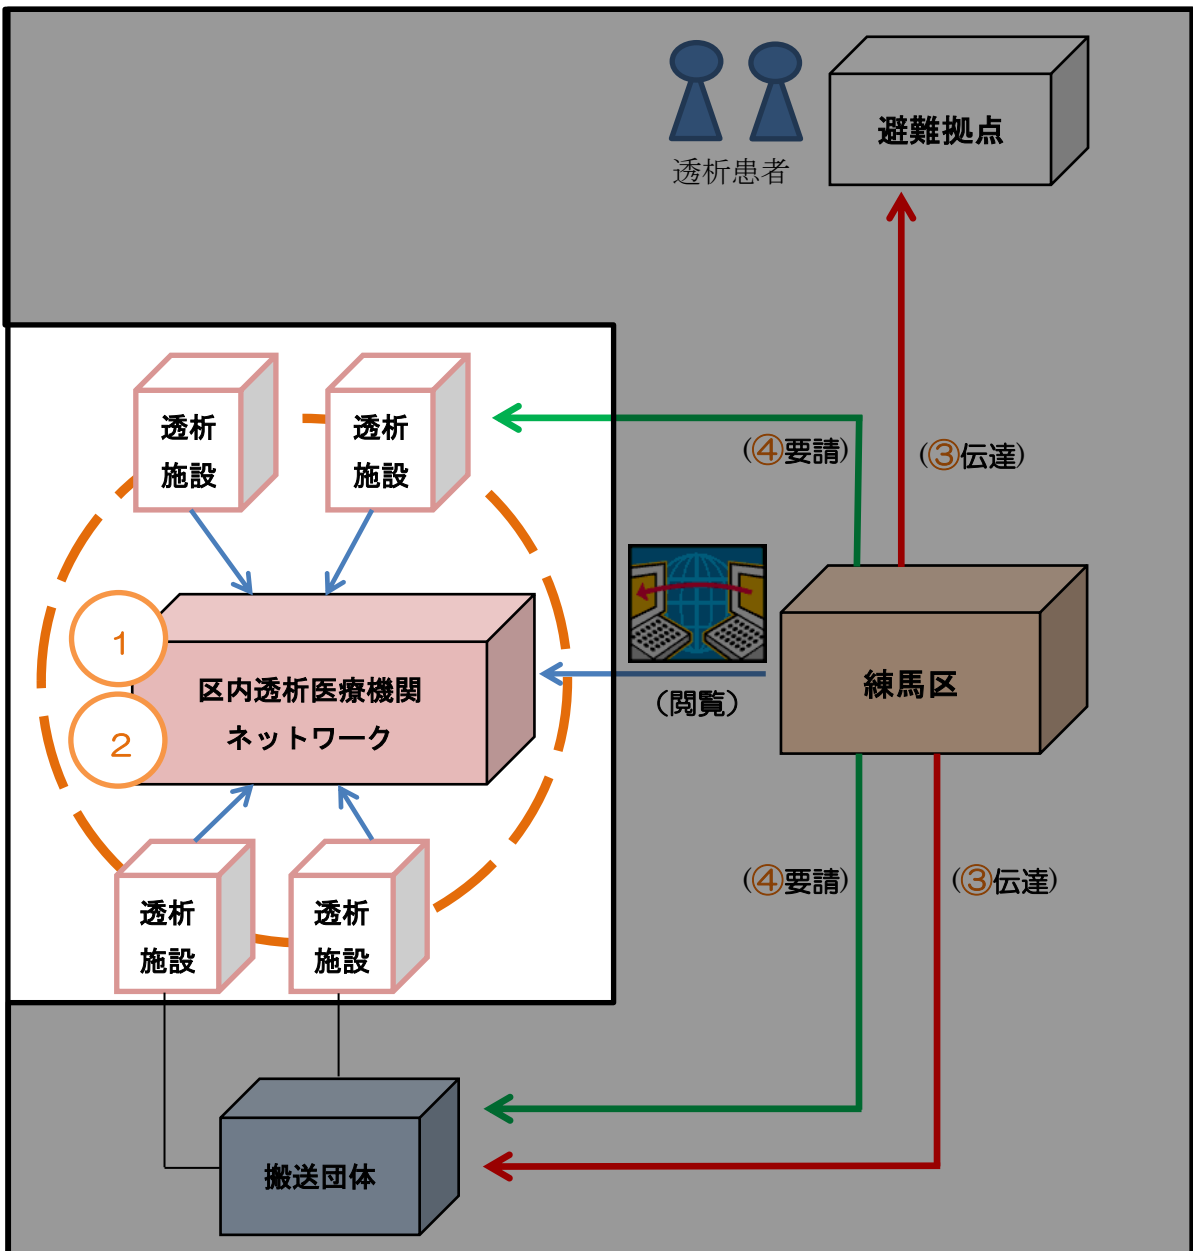 避難拠点
透析患者
透析
施設
透析
施設
(④要請)
(③伝達)
1
区内透析医療機関
ネットワーク
2
(閲覧)
練馬区
透析
施設
透析
施設
(④要請)
(③伝達)
搬送団体